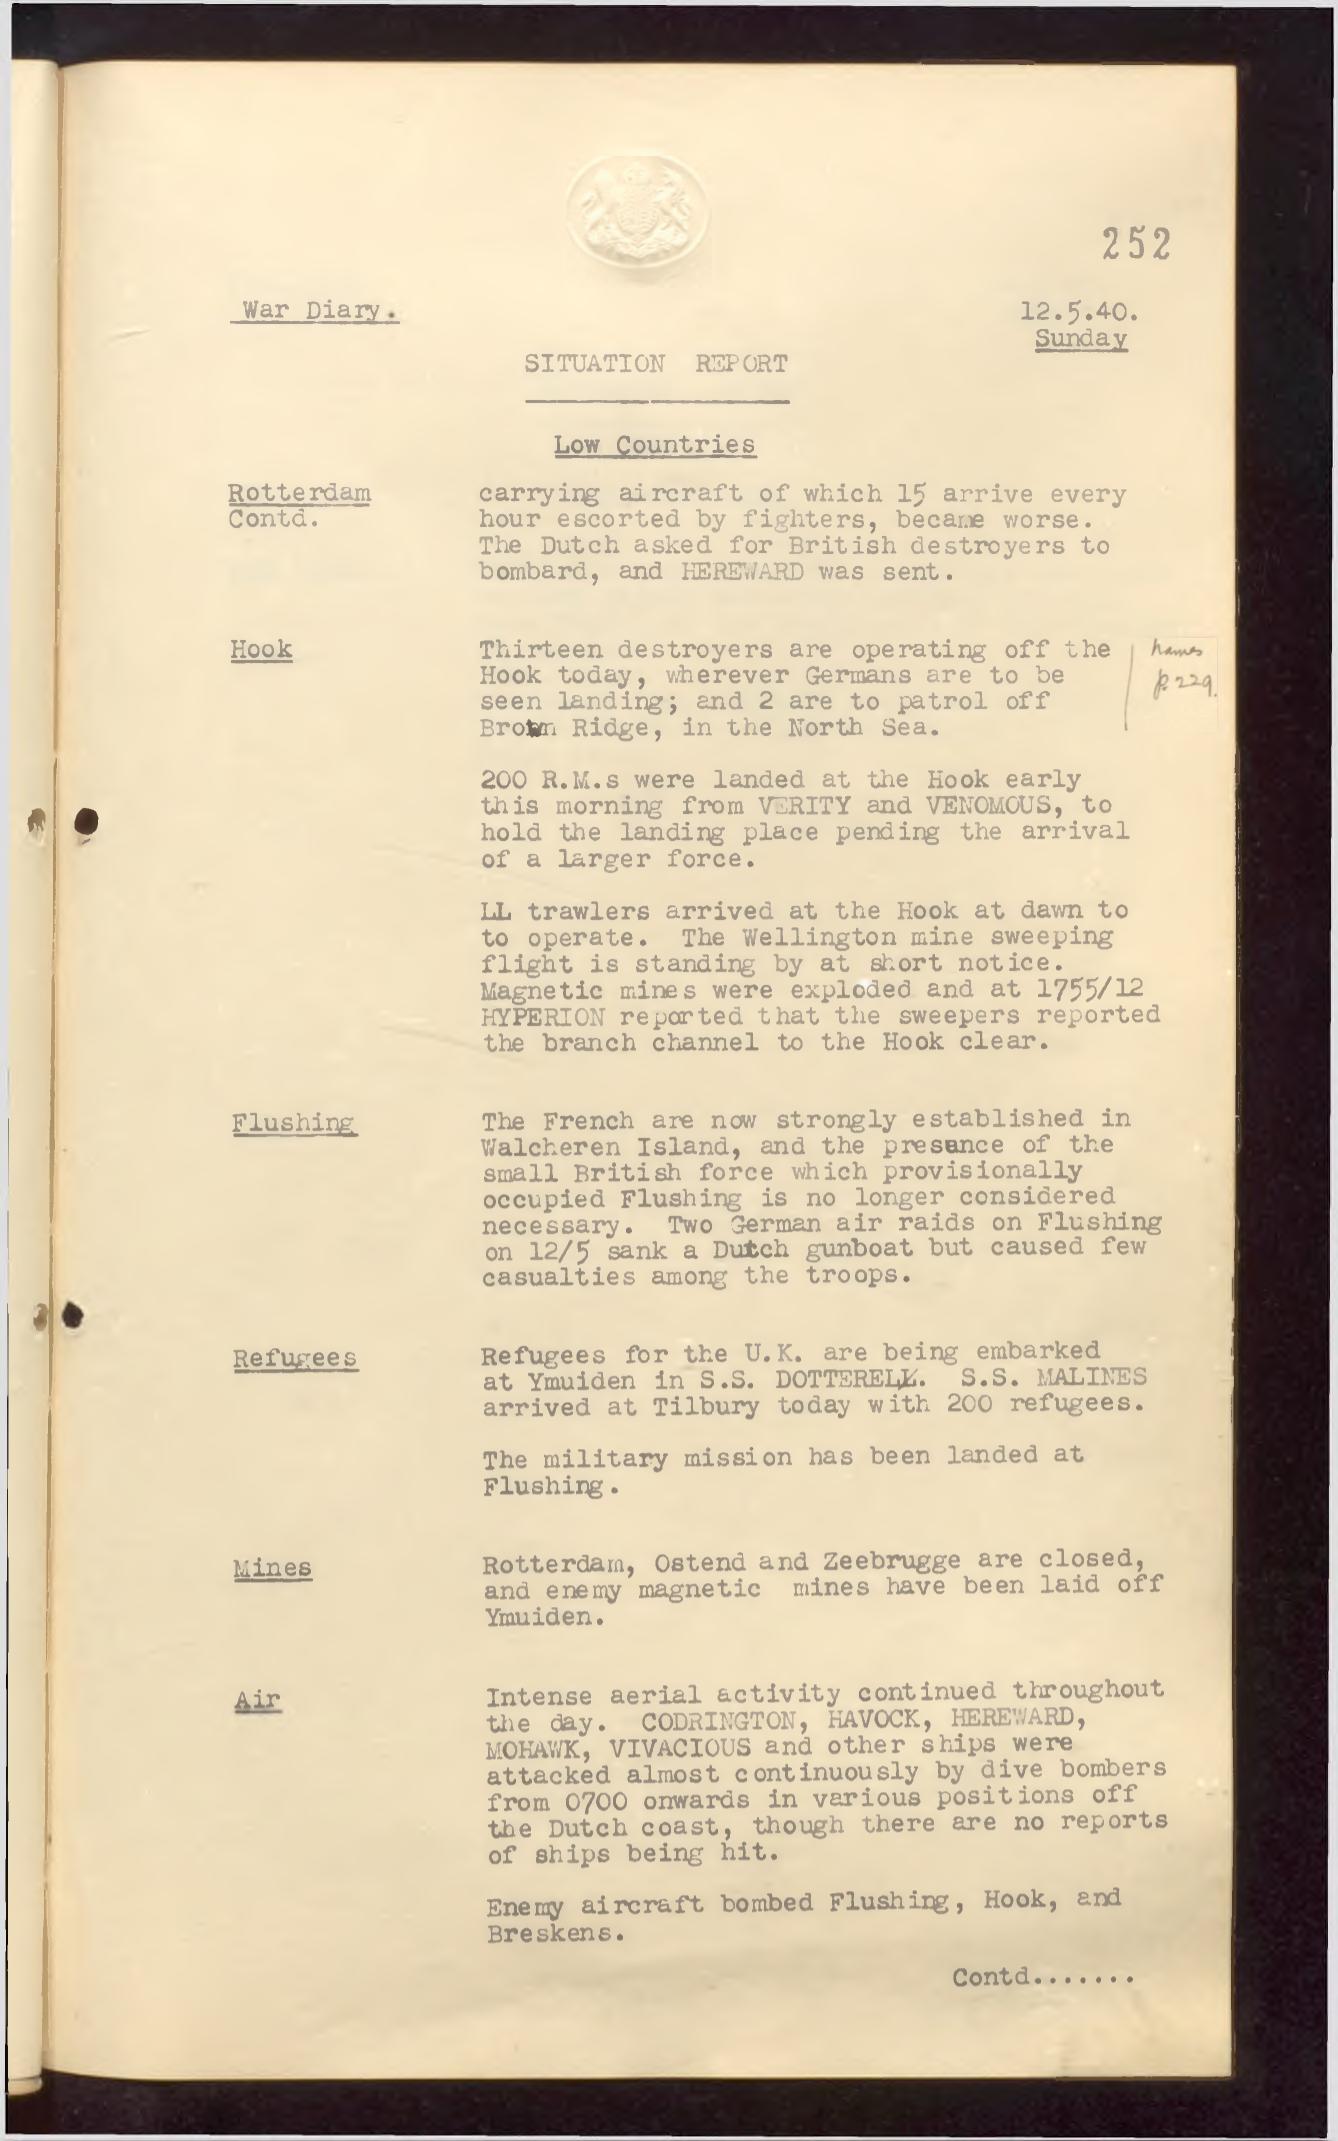 252
War Diary.
12.5.40.
Sunday
SITUATION REPORT
Low Countries
Rotterdam
Contd.
carrying aircraft of which 15 arrive every
hour escorted by fighters, became worse.
The Dutch asked for British destroyers to
bombard, and HEREWARD was sent.
Hook
Thirteen destroyers are operating off the
Hook today, wherever Germans are to be
seen landing; and 2 are to patrol off
Brown Ridge, in the North Sea.
names
p. 229.
200 R.M.s were landed at the Hook early
this morning from VERITY and VENOMOUS, to
hold the landing place pending the arrival
of a larger force.
LL trawlers arrived at the Hook at dawn to
to operate. The Wellington mine sweeping
flight is standing by at short notice.
Magnetic mines were exploded and at 1755/12
HYPERION reported that the sweepers reported
the branch channel to the Hook clear.
Flushing
The French are now strongly established in
Walcheren Island, and the presence of the
small British force which provisionally
occupied Flushing is no longer considered
necessary. Two German air raids on Flushing
on 12/5 sank a Dutch gunboat but caused few
casualties among the troops.
Refugees
Refugees for the U.K. are being embarked
at Ymuiden in S.S. DOTTEREL. S.S. MALINES
arrived at Tilbury today with 200 refugees.
The military mission has been landed at
Flushing.
Mines
Rotterdam, Ostend and Zeebrugge are closed,
and enemy magnetic mines have been laid off
Ymuiden.
Air
Intense aerial activity continued throughout
the day. CODRINGTON, HAVOCK, HEREWARD,
MOHAWK, VIVACIOUS and other ships were
attacked almost continuously by dive bombers
from 0700 onwards in various positions off
the Dutch coast, though there are no reports
of ships being hit.
Enemy aircraft bombed Flushing, Hook, and
Breskens.
Contd.......